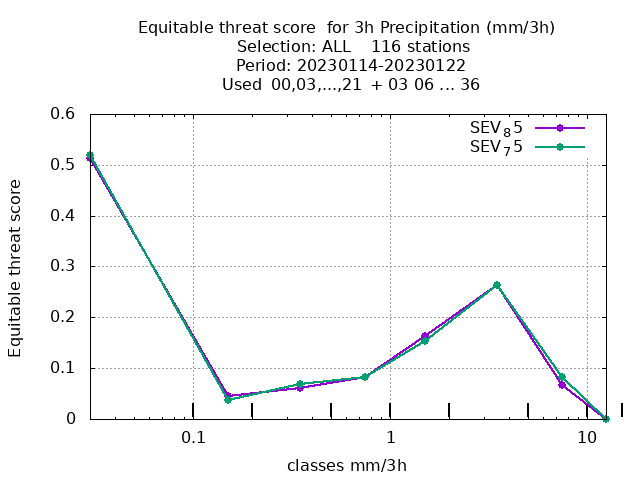 Equitable threat score  for 3h Precipitation (mm/3h)
Selection: ALL    116 stations
Period: 20230114-20230122
Used  00,03,...,21  + 03 06 ... 36
SEV₈5
SEV₇5
0.6
0.5
0.4
0.3
0.2
0.1
0
Equitable threat score
0.1 1 10
classes mm/3h